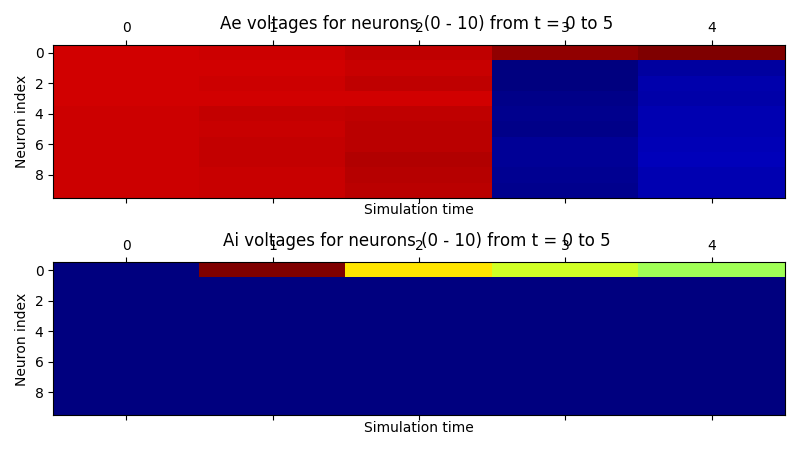 Ae voltages for neurons (0 - 10) from t = 0 to 5
0 1 2 3 4
Neuron index
0
2
4
6
8
Simulation time
Ai voltages for neurons (0 - 10) from t = 0 to 5
0 1 2 3 4
Neuron index
0
2
4
6
8
Simulation time